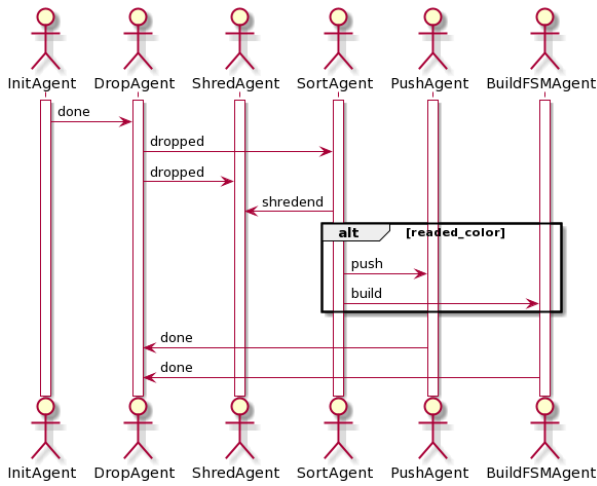 InitAgent DropAgent ShredAgent SortAgent PushAgent BuildFSMAgent
done
dropped
dropped
shredend
alt [readed_color]
push
build
done
done
InitAgent DropAgent ShredAgent SortAgent PushAgent BuildFSMAgent